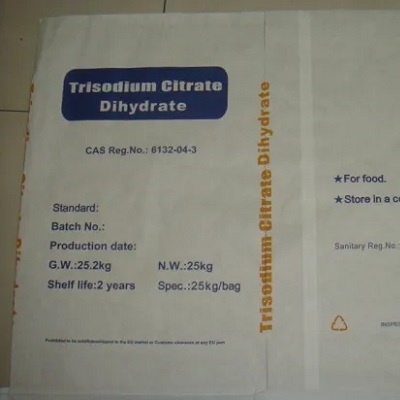 Trisodium Citrate
Dihydrate
CAS Reg.No.: 6132-04-3
Standard:
Batch No.:
Production date:
G.W.:25.2kg N.W.:25kg
Shelf life:2 years Spec.:25kg/bag
Trisodium Citrate Dihydrate
★For food.
★Store in a
Sanitary Reg.No.: